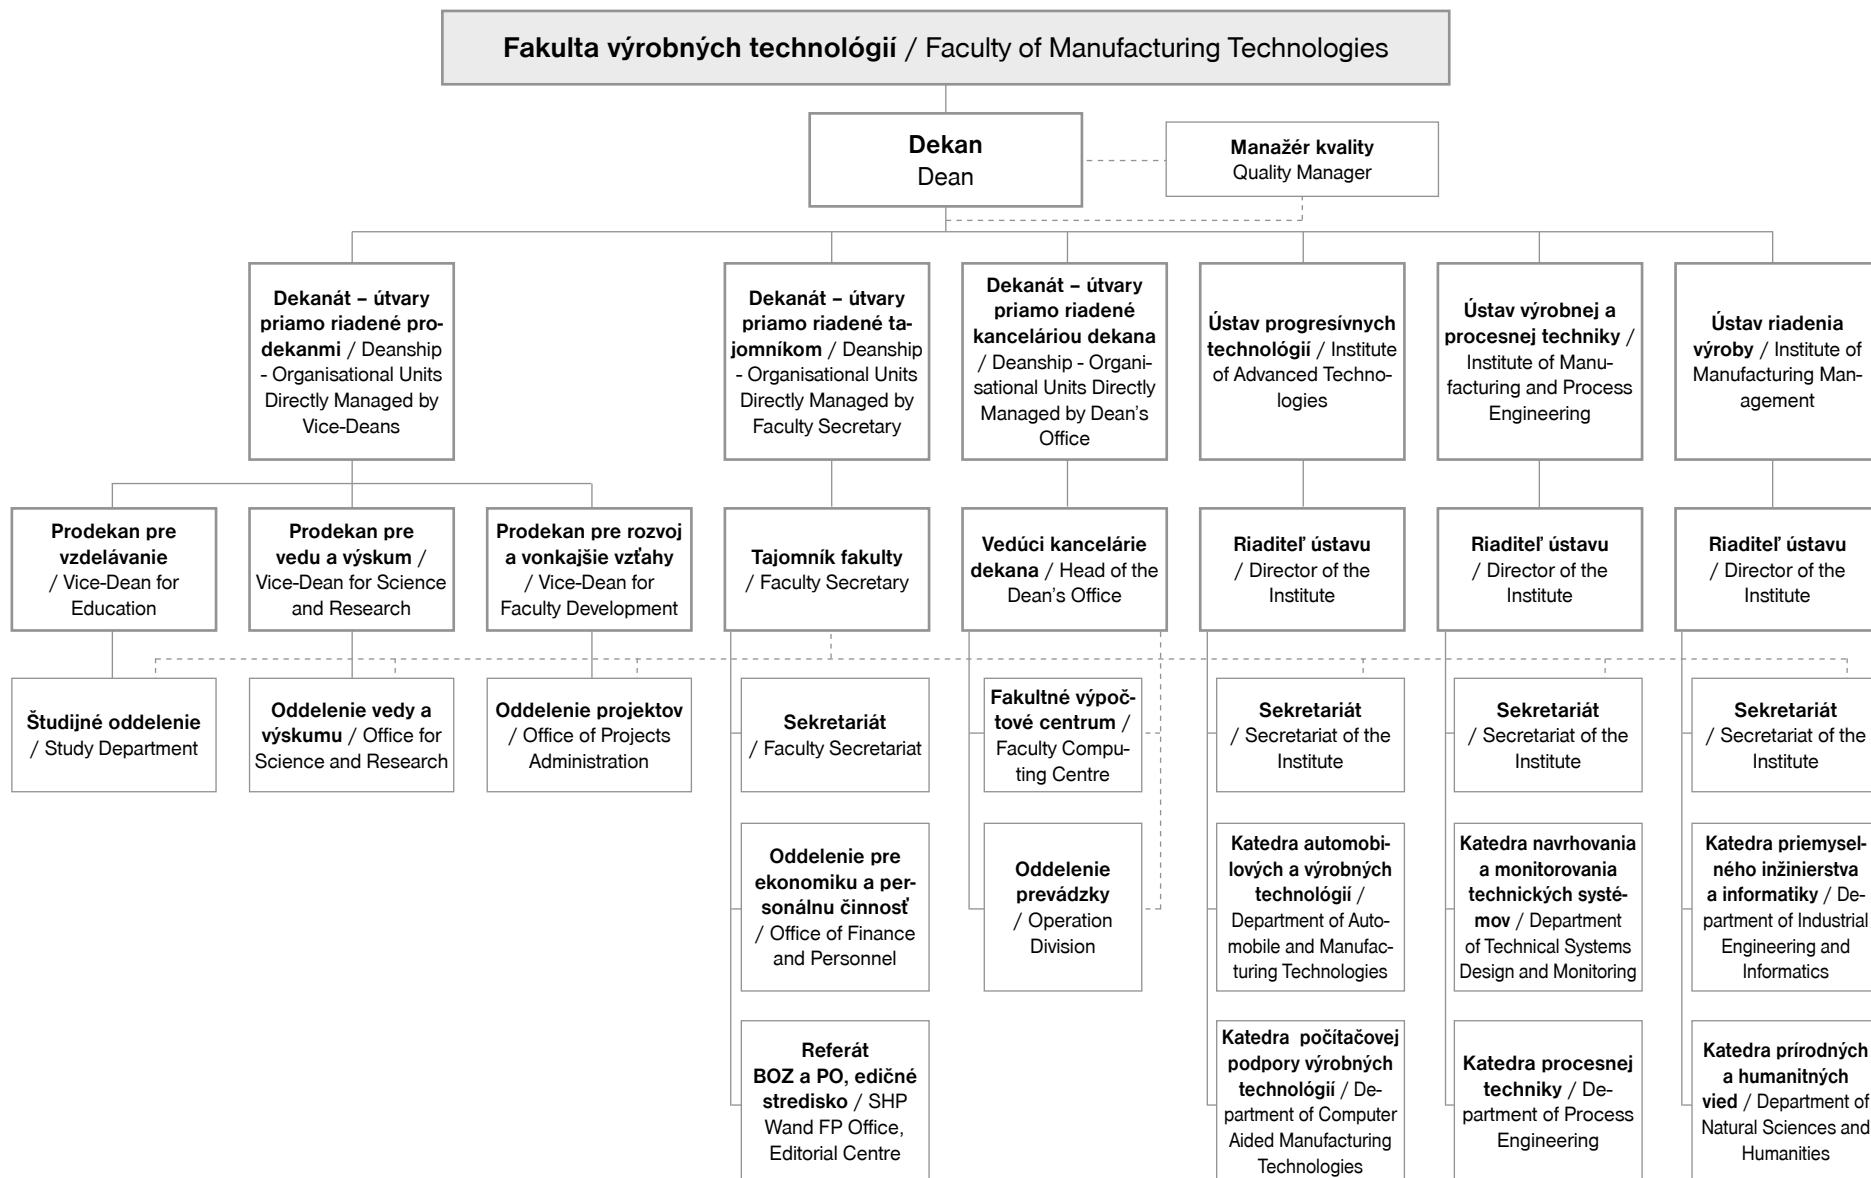 Fakulta výrobných technológií / Faculty of Manufacturing Technologies
Dekan
Dean
Manažér kvality
Quality Manager
Dekanát – útvary
priamo riadené pro-
dekanmi / Deanship
- Organisational Units
Directly Managed by
Vice-Deans
Dekanát – útvary
priamo riadené ta-
jomníkom / Deanship
- Organisational Units
Directly Managed by
Faculty Secretary
Dekanát – útvary
priamo riadené
kanceláriou dekana
/ Deanship - Organi-
sational Units Directly
Managed by Dean’s
Office
Ústav progresívnych
technológií / Institute
of Advanced Techno-
logies
Ústav výrobnej a
procesnej techniky /
Institute of Manu-
facturing and Process
Engineering
Ústav riadenia
výroby / Institute of
Manufacturing Man-
agement
Prodekan pre
vzdelávanie
/ Vice-Dean for
Education
Prodekan pre
vedu a výskum /
Vice-Dean for Science
and Research
Prodekan pre rozvoj
a vonkajšie vzťahy
/ Vice-Dean for
Faculty Development
Tajomník fakulty
/ Faculty Secretary
Vedúci kancelárie
dekana / Head of the
Dean’s Office
Riaditeľ ústavu
/ Director of the
Institute
Riaditeľ ústavu
/ Director of the
Institute
Riaditeľ ústavu
/ Director of the
Institute
Študijné oddelenie
/ Study Department
Oddelenie vedy a
výskumu / Office for
Science and Research
Oddelenie projektov
/ Office of Projects
Administration
Sekretariát
/ Faculty Secretariat
Fakultné výpoč-
tové centrum /
Faculty Compu-
ting Centre
Sekretariát
/ Secretariat of the
Institute
Sekretariát
/ Secretariat of the
Institute
Sekretariát
/ Secretariat of the
Institute
Oddelenie pre
ekonomiku a per-
sonálnu činnosť
/ Office of Finance
and Personnel
Oddelenie
prevádzky
/ Operation
Division
Katedra automobi-
lových a výrobných
technológií /
Department of Auto-
mobile and Manufac-
turing Technologies
Katedra navrhovania
a monitorovania
technických systé-
mov / Department
of Technical Systems
Design and Monitoring
Katedra priemysel-
ného inžinierstva
a informatiky / De-
partment of Industrial
Engineering and
Informatics
Referát
BOZ a PO, edičné
stredisko / SHP
Wand FP Office,
Editorial Centre
Katedra počítačovej
podpory výrobných
technológií / De-
partment of Computer
Aided Manufacturing
Technologies
Katedra procesnej
techniky / De-
partment of Process
Engineering
Katedra prírodných
a humanitných
vied / Department of
Natural Sciences and
Humanities